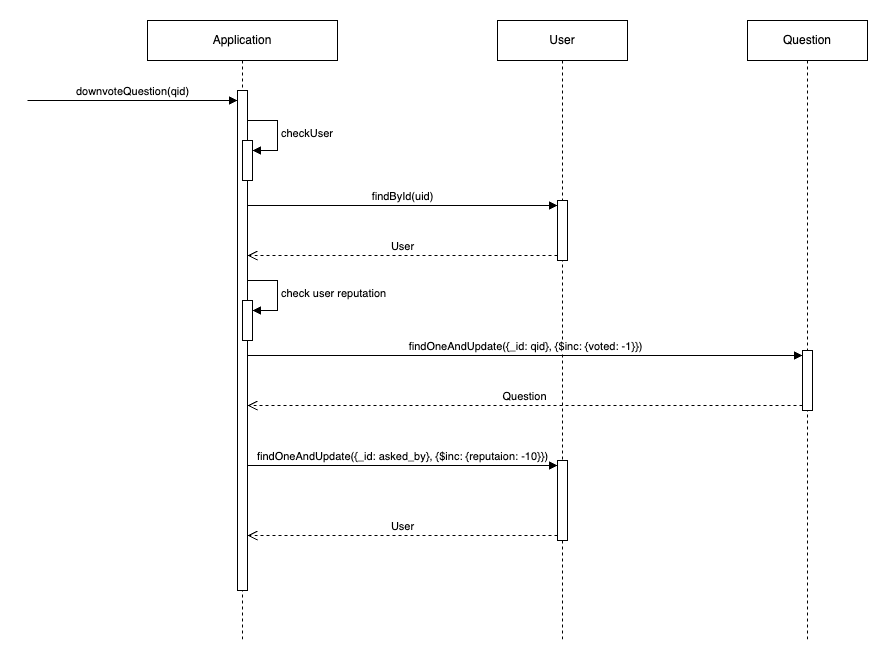 Application
User
Question
downvoteQuestion(qid)
checkUser
findById(uid)
User
check user reputation
findOneAndUpdate({_id: qid}, {$inc: {voted: -1}})
Question
findOneAndUpdate({_id: asked_by}, {$inc: {reputaion: -10}})
User